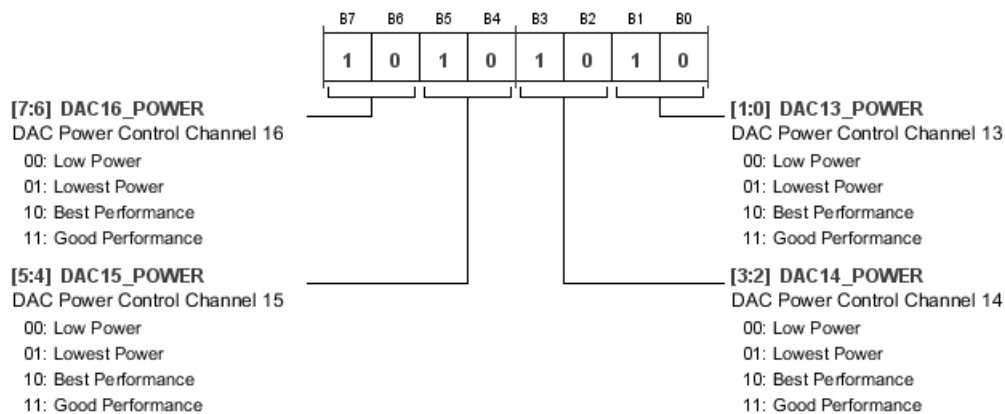 B7 B6 B5 B4 B3 B2 B1 B0
1 0 1 0 1 0 1 0
[7:6] DAC16_POWER
DAC Power Control Channel 16
00: Low Power
01: Lowest Power
10: Best Performance
11: Good Performance
[5:4] DAC15_POWER
DAC Power Control Channel 15
00: Low Power
01: Lowest Power
10: Best Performance
11: Good Performance
[1:0] DAC13_POWER
DAC Power Control Channel 13
00: Low Power
01: Lowest Power
10: Best Performance
11: Good Performance
[3:2] DAC14_POWER
DAC Power Control Channel 14
00: Low Power
01: Lowest Power
10: Best Performance
11: Good Performance